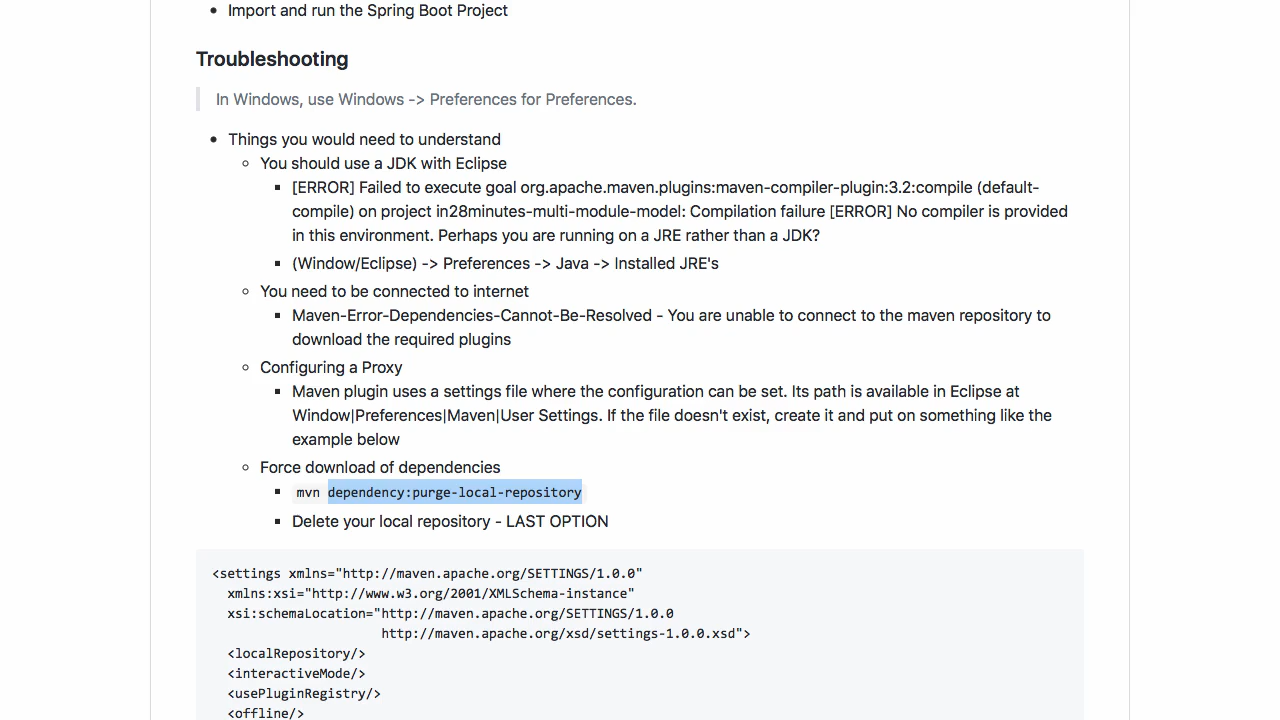 Import and run the Spring Boot Project
Troubleshooting
In Windows, use Windows -> Preferences for Preferences.
Things you would need to understand
You should use a JDK with Eclipse
[ERROR] Failed to execute goal org.apache.maven.plugins:maven-compiler-plugin:3.2:compile (default-
compile) on project in28minutes-multi-module-model: Compilation failure [ERROR] No compiler is provided
in this environment. Perhaps you are running on a JRE rather than a JDK?
(Window/Eclipse) -> Preferences -> Java -> Installed JRE's
You need to be connected to internet
Maven-Error-Dependencies-Cannot-Be-Resolved - You are unable to connect to the maven repository to
download the required plugins
Configuring a Proxy
Maven plugin uses a settings file where the configuration can be set. Its path is available in Eclipse at
Window|Preferences|Maven|User Settings. If the file doesn't exist, create it and put on something like the
example below
Force download of dependencies
mvn dependency:purge-local-repository
Delete your local repository - LAST OPTION
<settings xmlns="http://maven.apache.org/SETTINGS/1.0.0"
xmlns:xsi="http://www.w3.org/2001/XMLSchema-instance"
xsi:schemaLocation="http://maven.apache.org/SETTINGS/1.0.0
http://maven.apache.org/xsd/settings-1.0.0.xsd">
<localRepository/>
<interactiveMode/>
<usePluginRegistry/>
<offline/>